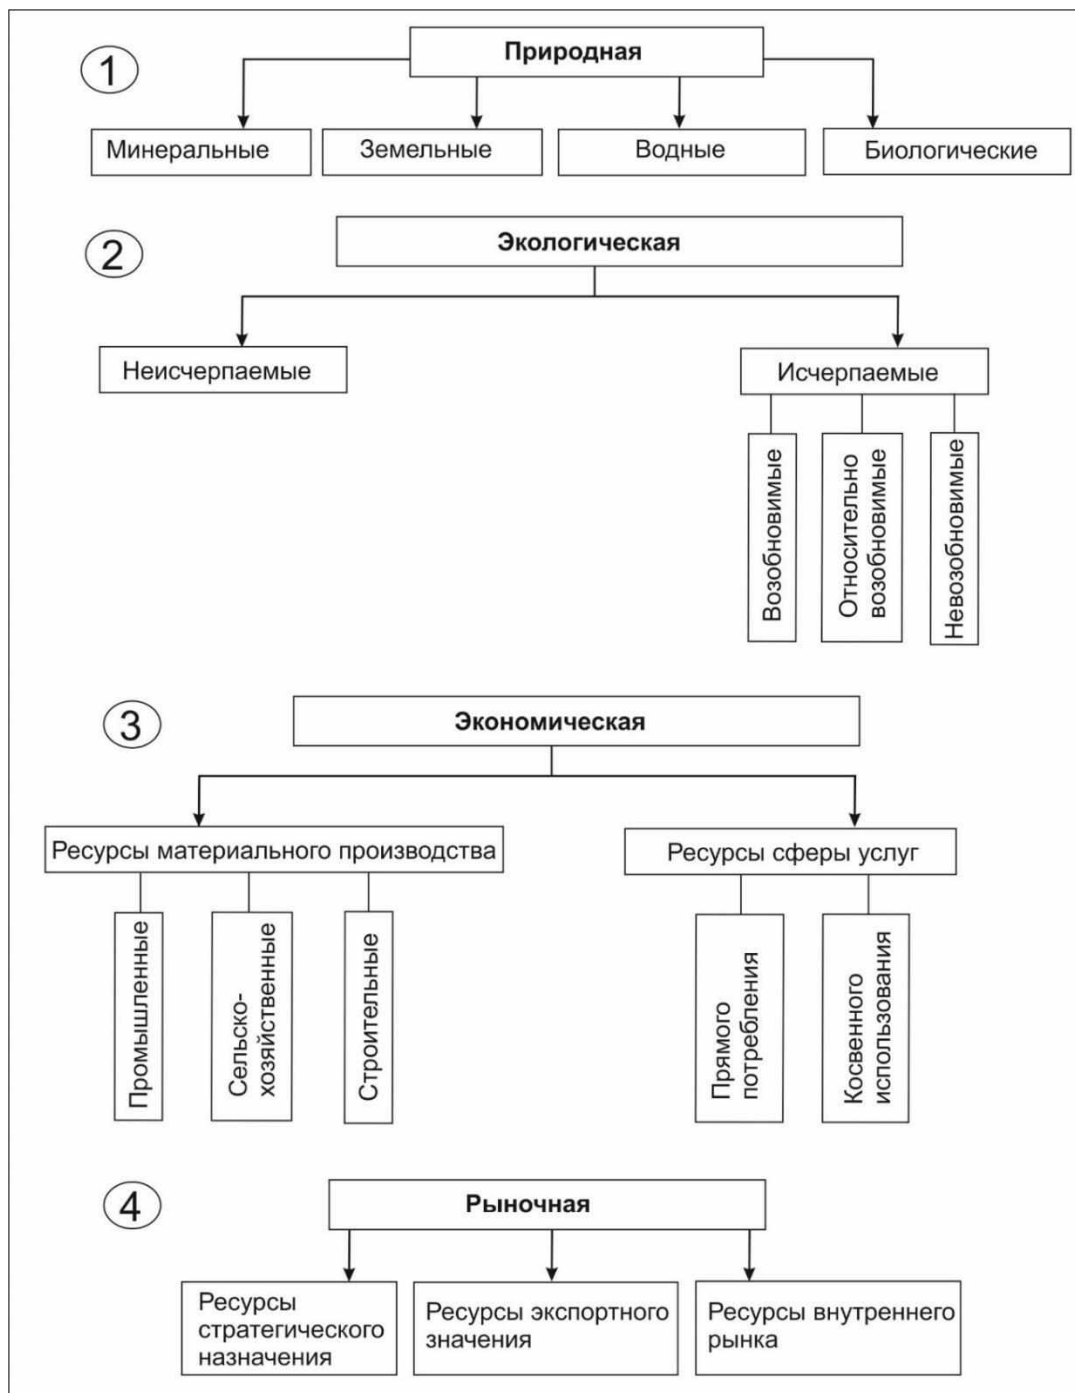 1
Природная
Минеральные
Земельные
Водные
Биологические
2
Экологическая
Неисчерпаемые
Исчерпаемые
Возобновимые
Относительно
возобновимые
Невозобновимые
3
Экономическая
Ресурсы материального производства
Ресурсы сферы услуг
Промышленные
Сельско-
хозяйственные
Строительные
Прямого
потребления
Косвенного
использования
4
Рыночная
Ресурсы
стратегического
назначения
Ресурсы экспортного
значения
Ресурсы внутреннего
рынка